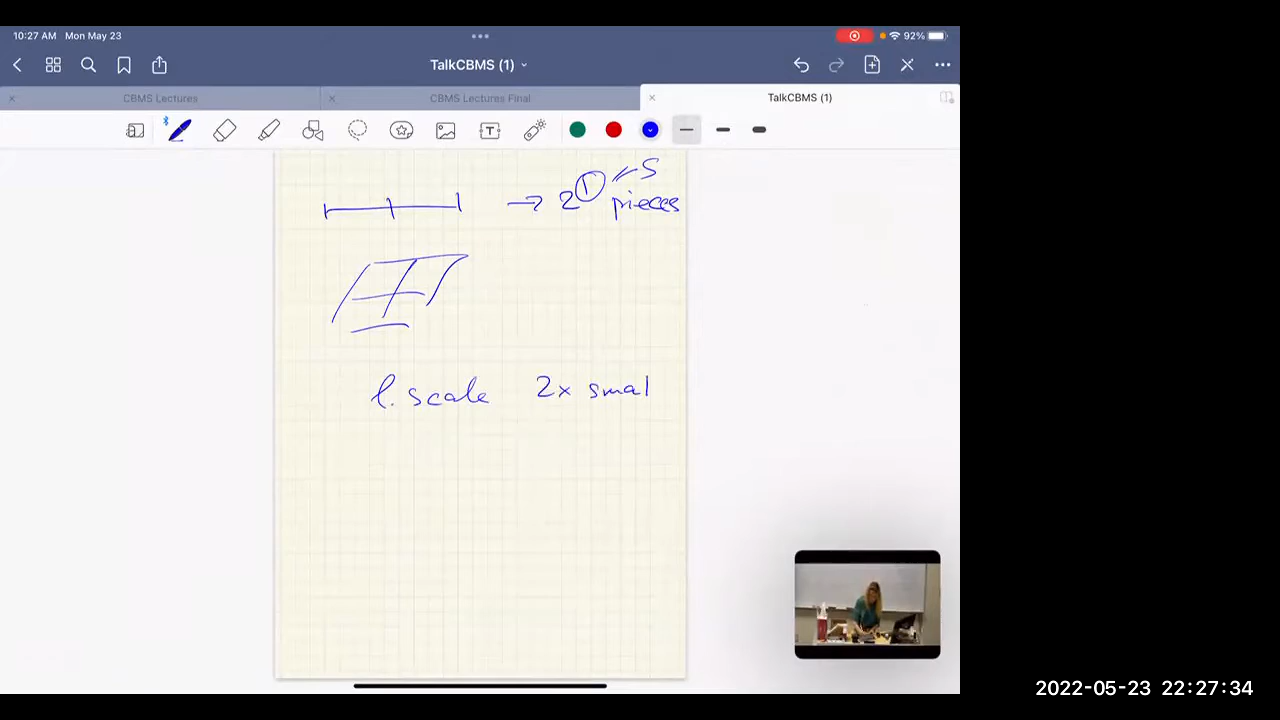 10:27 AM Mon May 23
92%
TalkCBMS (1)
CBMS Lectures
CBMS Lectures Final
TalkCBMS (1)
→ 2^1 ← S
pieces
l. scale 2x smal
2022-05-23 22:27:34